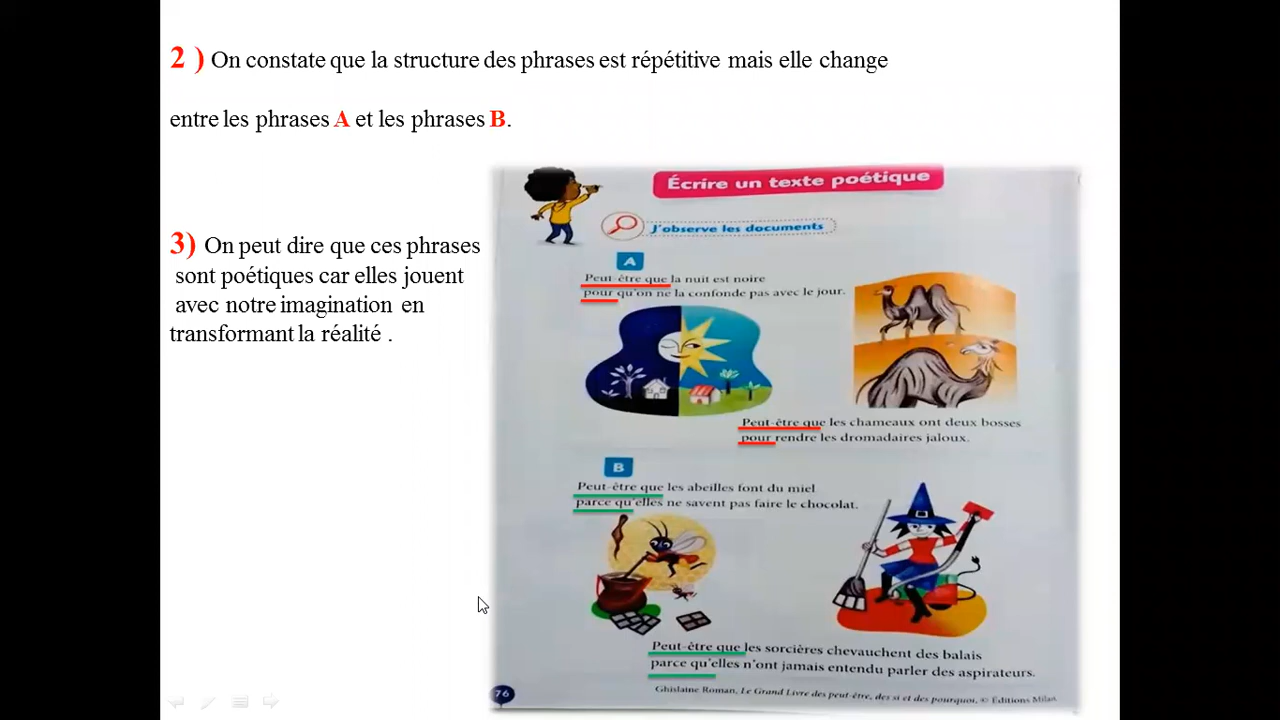 2 ) On constate que la structure des phrases est répétitive mais elle change
entre les phrases A et les phrases B.
3) On peut dire que ces phrases
sont poétiques car elles jouent
avec notre imagination en
transformant la réalité .
Écrire un texte poétique
J'observe les documents
A
Peut-être que la nuit est noire
pour qu'on ne la confonde pas avec le jour.
Peut-être que les chameaux ont deux bosses
pour rendre les dromadaires jaloux.
B
Peut-être que les abeilles font du miel
parce qu'elles ne savent pas faire le chocolat.
Peut-être que les sorcières chevauchent des balais
parce qu'elles n'ont jamais entendu parler des aspirateurs.
Ghislaine Roman, Le Grand Livre des peut-être, des si et des pourquoi, © Éditions Milan.
76